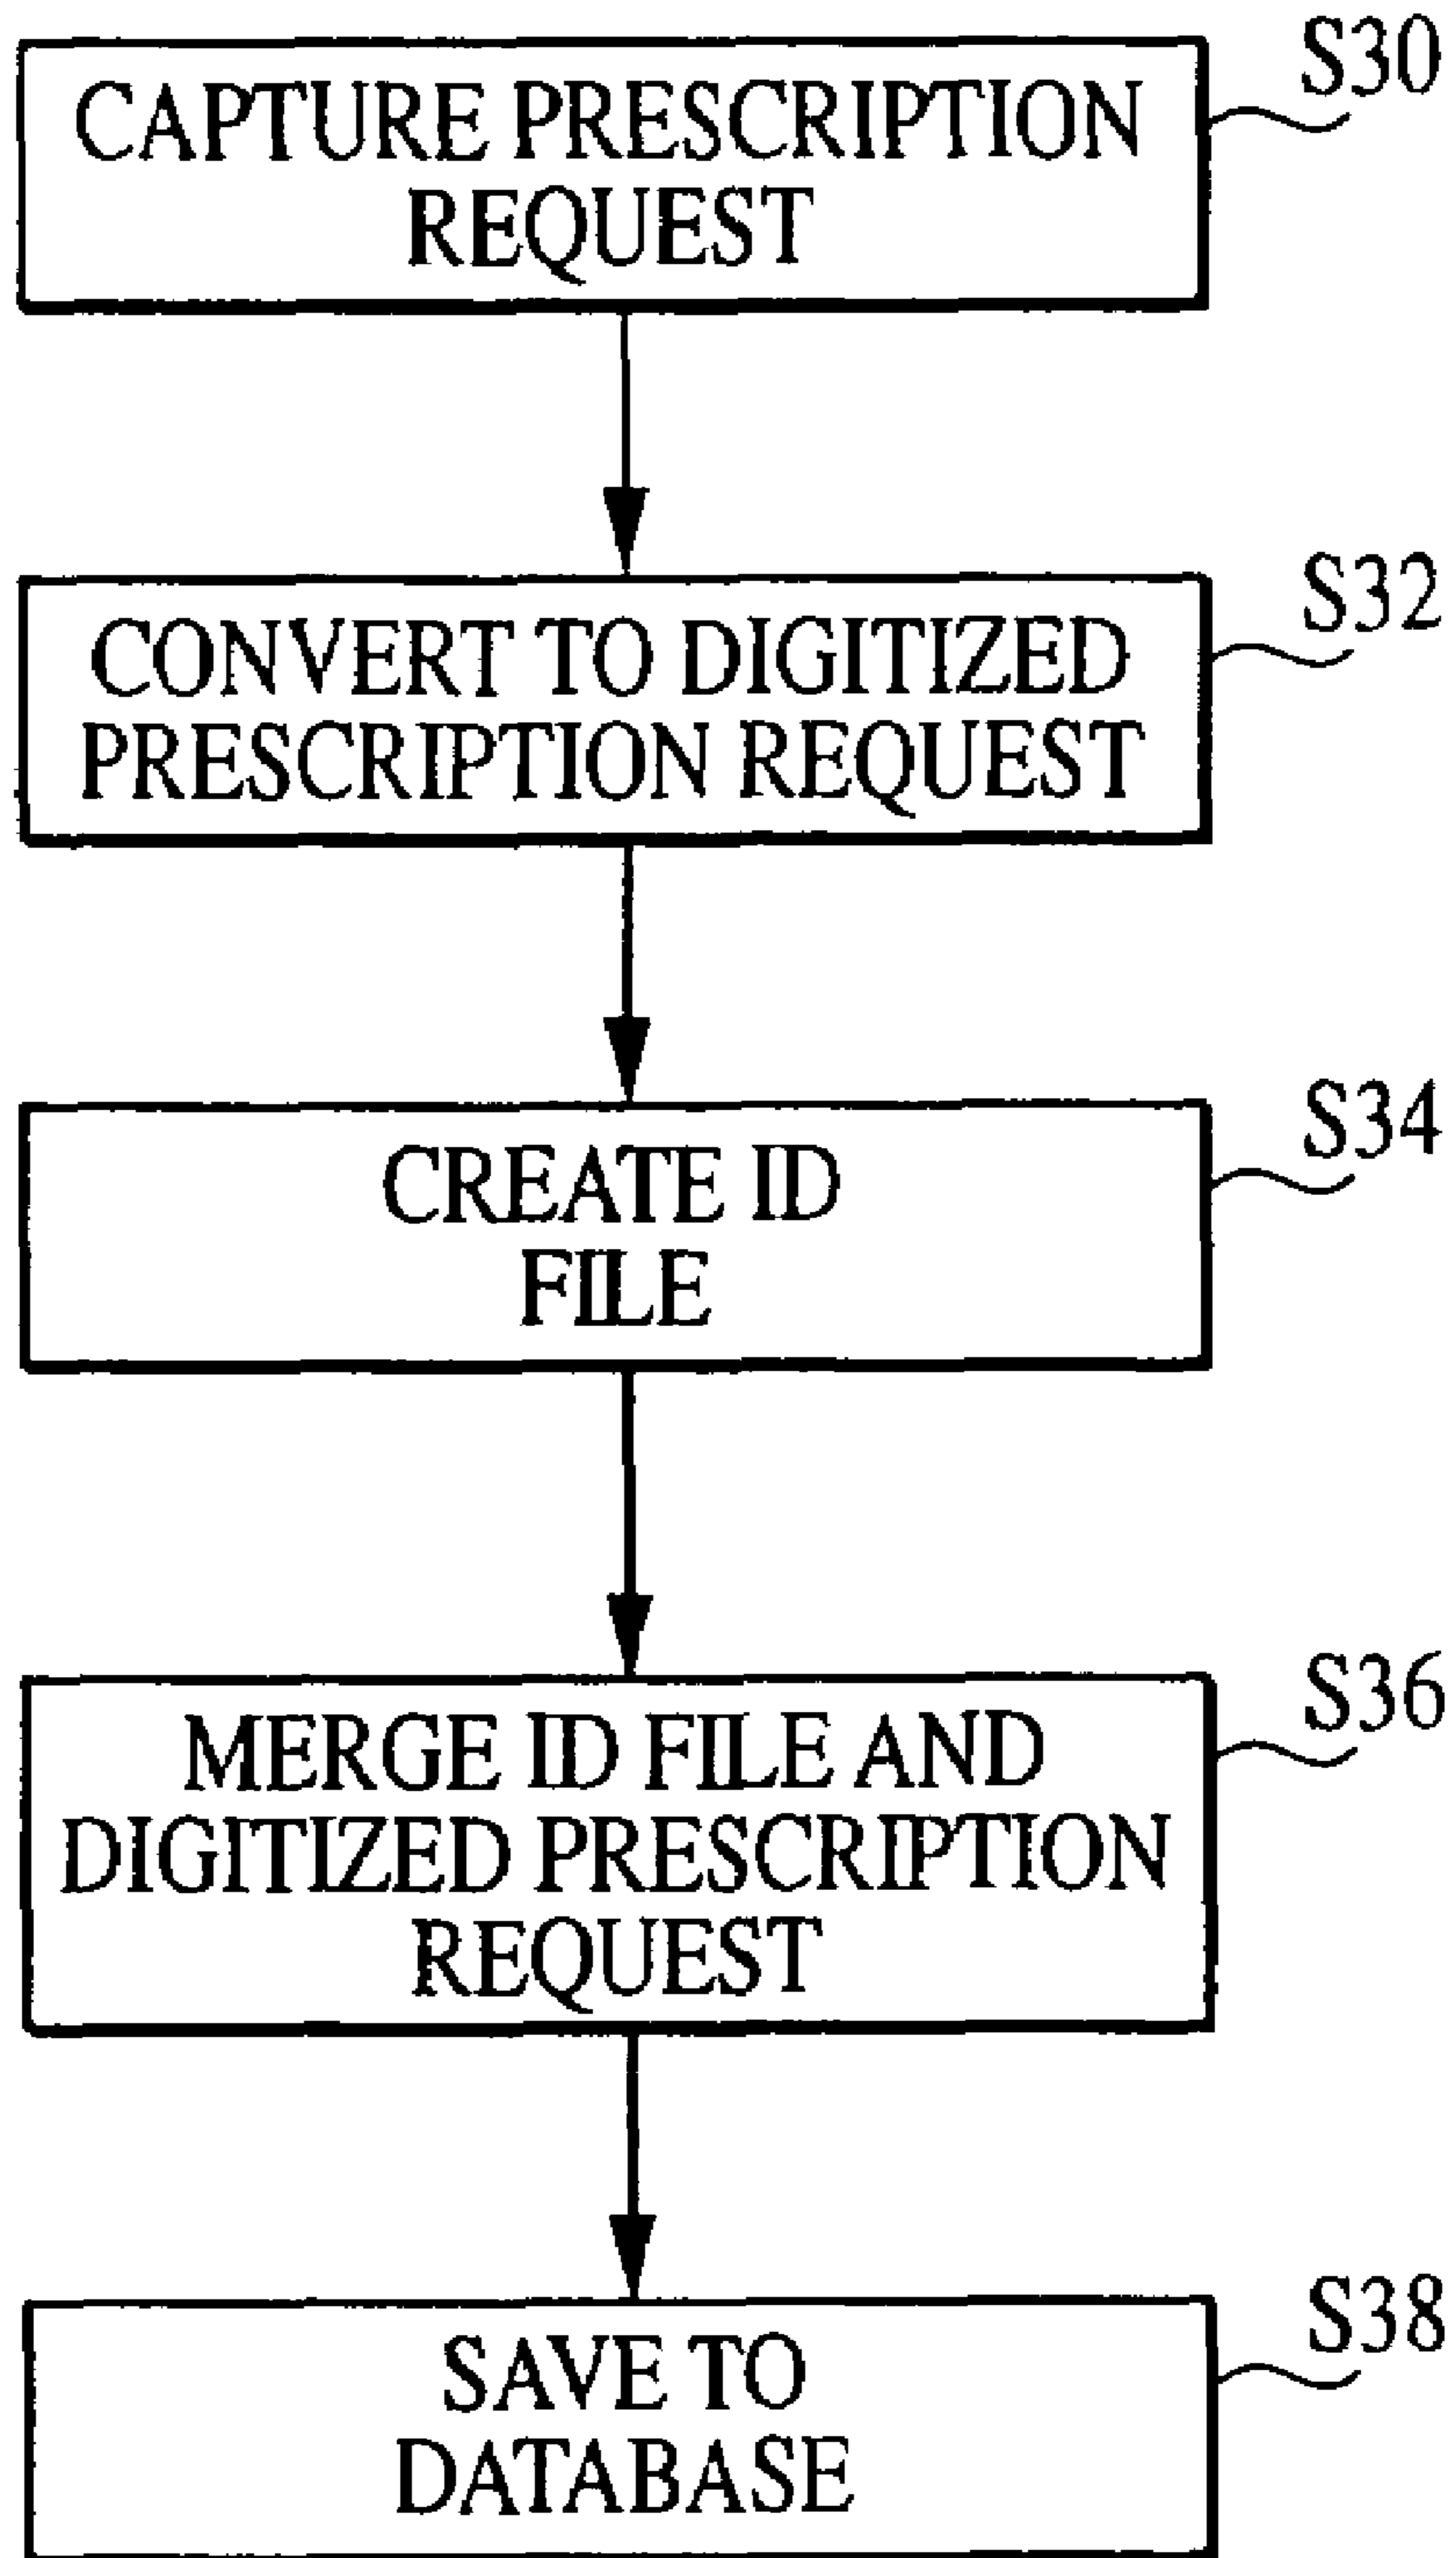 S30
CAPTURE PRESCRIPTION
REQUEST
S32
CONVERT TO DIGITIZED
PRESCRIPTION REQUEST
S34
CREATE ID
FILE
S36
MERGE ID FILE AND
DIGITIZED PRESCRIPTION
REQUEST
S38
SAVE TO
DATABASE